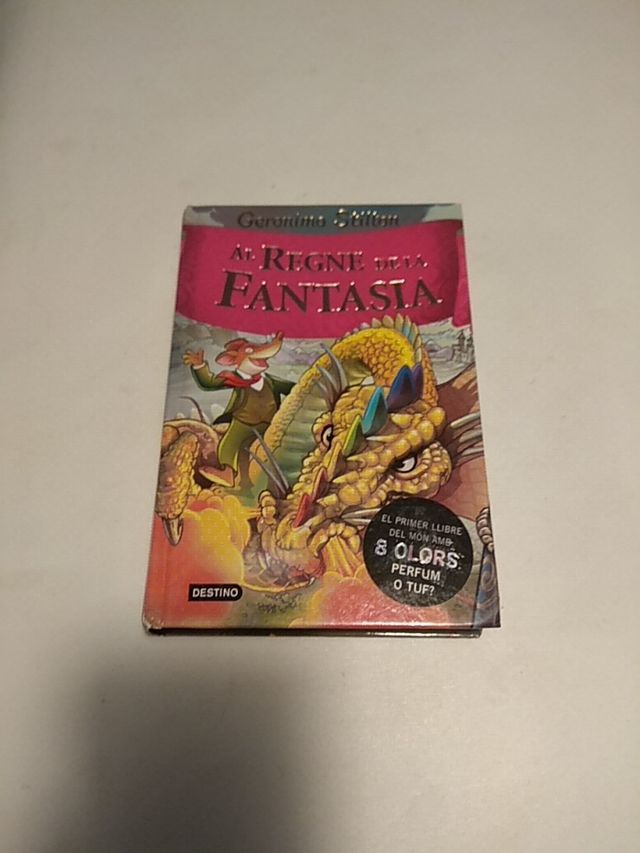 Geronimo Stilton
AL REGNE DE LA
FANTASIA
EL PRIMER LLIBRE
DEL MÓN AMB
8 OLORS
PERFUM
O TUF?
DESTINO